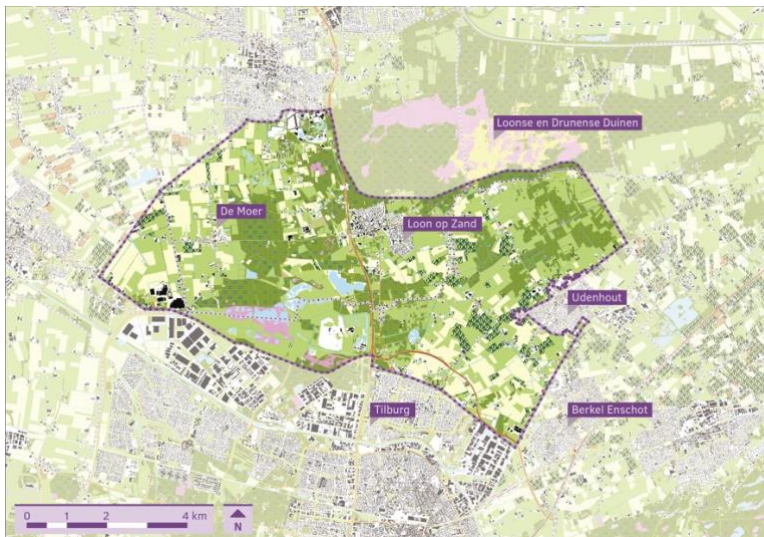 Loonse en Drunense Duinen
De Moer
Loon op Zand
Udenhout
Tilburg
Berkel Enschot
0 1 2 4 km
N